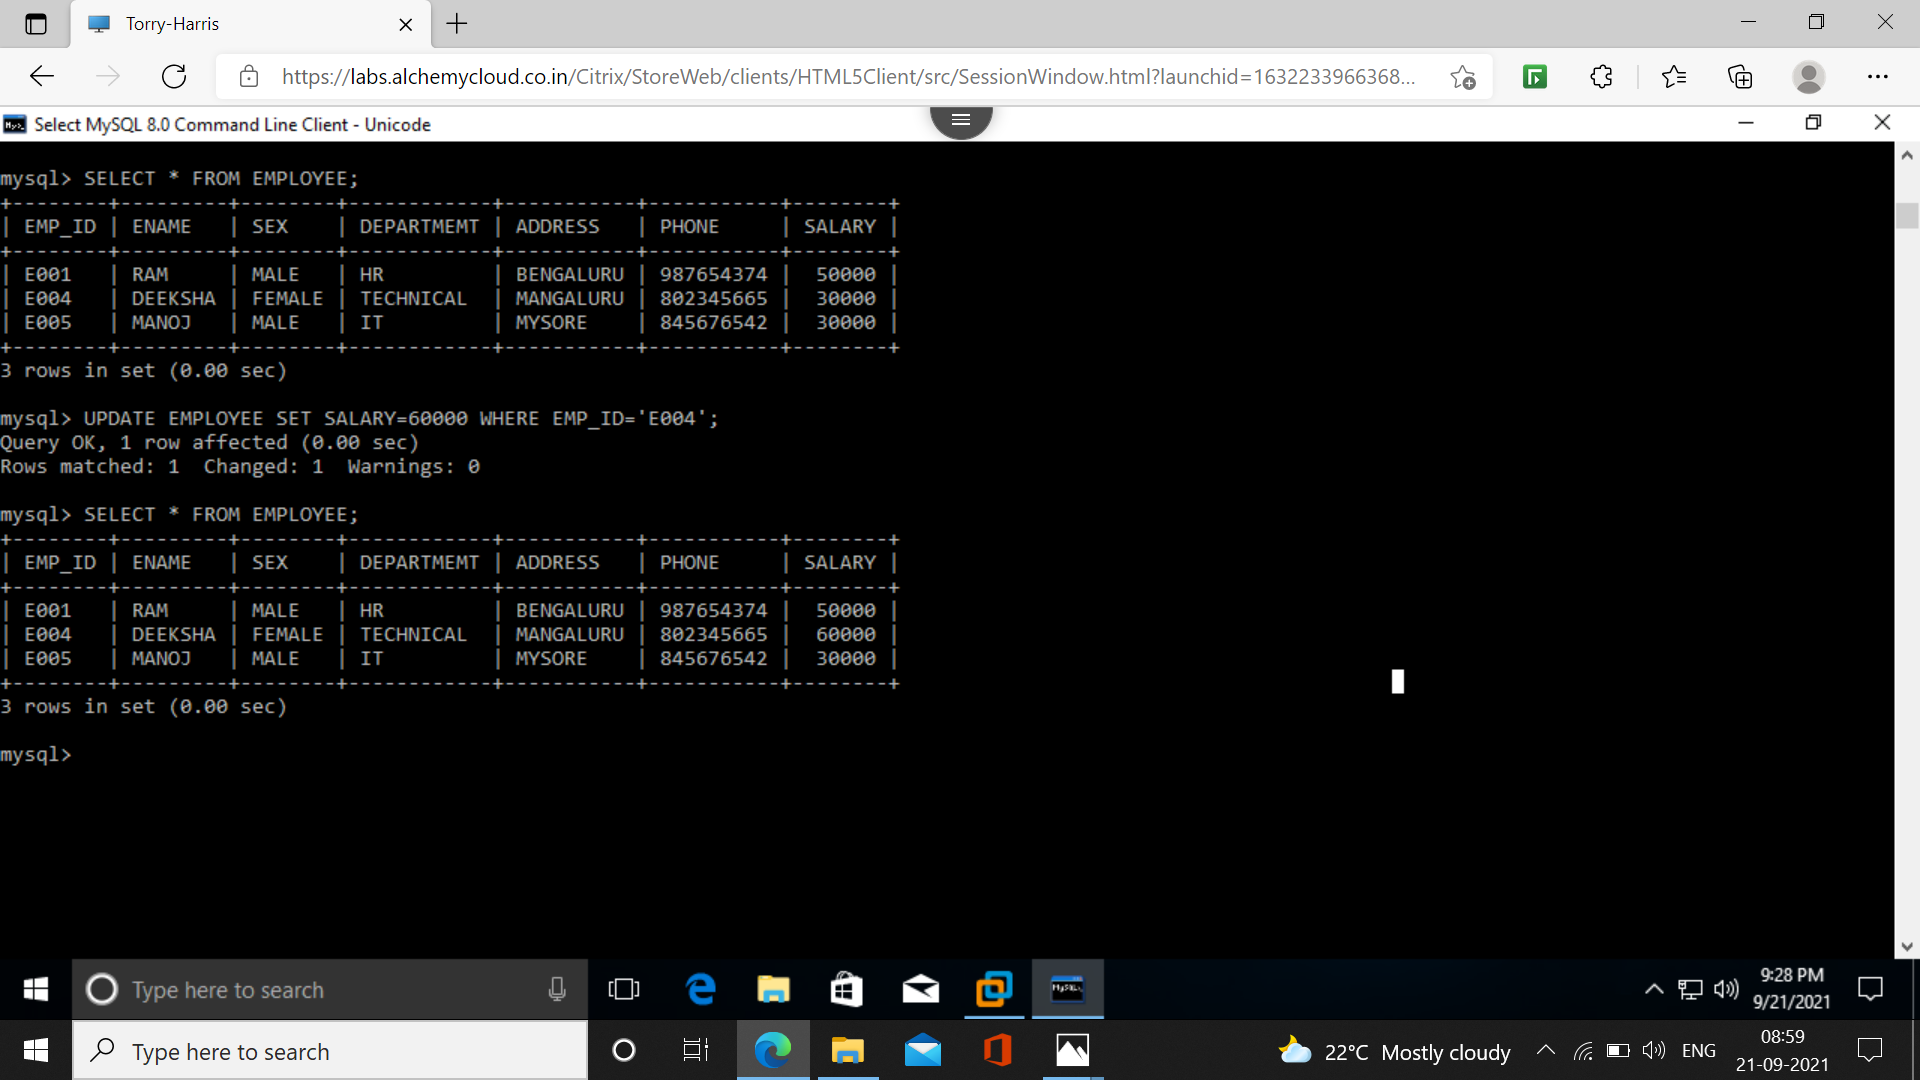 Torry-Harris
https://labs.alchemycloud.co.in/Citrix/StoreWeb/clients/HTML5Client/src/SessionWindow.html?launchid=1632233966368...
Select MySQL 8.0 Command Line Client - Unicode
mysql> SELECT * FROM EMPLOYEE;
+--------+---------+--------+------------+-----------+-----------+--------+
| EMP_ID | ENAME   | SEX    | DEPARTMEMT | ADDRESS   | PHONE     | SALARY |
+--------+---------+--------+------------+-----------+-----------+--------+
| E001   | RAM     | MALE   | HR         | BENGALURU | 987654374 |  50000 |
| E004   | DEEKSHA | FEMALE | TECHNICAL  | MANGALURU | 802345665 |  30000 |
| E005   | MANOJ   | MALE   | IT         | MYSORE    | 845676542 |  30000 |
+--------+---------+--------+------------+-----------+-----------+--------+
3 rows in set (0.00 sec)
mysql> UPDATE EMPLOYEE SET SALARY=60000 WHERE EMP_ID='E004';
Query OK, 1 row affected (0.00 sec)
Rows matched: 1  Changed: 1  Warnings: 0
mysql> SELECT * FROM EMPLOYEE;
+--------+---------+--------+------------+-----------+-----------+--------+
| EMP_ID | ENAME   | SEX    | DEPARTMEMT | ADDRESS   | PHONE     | SALARY |
+--------+---------+--------+------------+-----------+-----------+--------+
| E001   | RAM     | MALE   | HR         | BENGALURU | 987654374 |  50000 |
| E004   | DEEKSHA | FEMALE | TECHNICAL  | MANGALURU | 802345665 |  60000 |
| E005   | MANOJ   | MALE   | IT         | MYSORE    | 845676542 |  30000 |
+--------+---------+--------+------------+-----------+-----------+--------+
3 rows in set (0.00 sec)
mysql>
Type here to search
9:28 PM
9/21/2021
Type here to search
22°C Mostly cloudy
ENG
08:59
21-09-2021